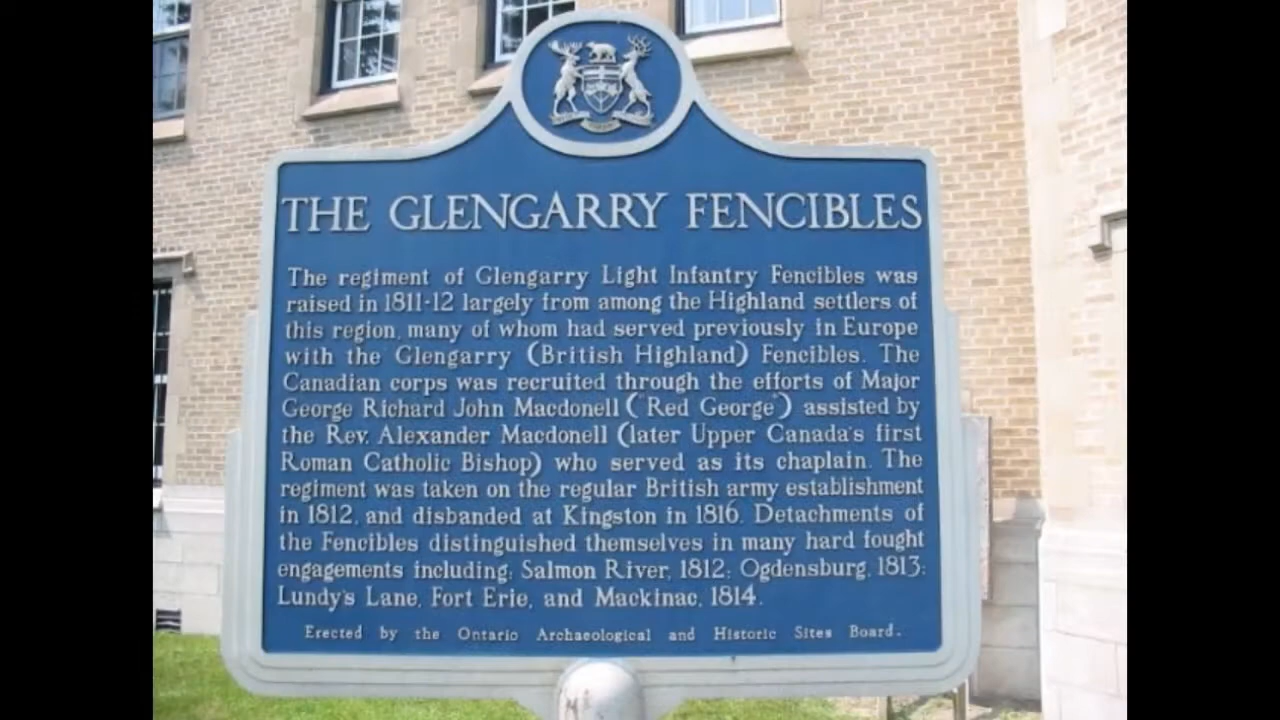 THE GLENGARRY FENCIBLES
The regiment of Glengarry Light Infantry Fencibles was
raised in 1811-12 largely from among the Highland settlers of
this region, many of whom had served previously in Europe
with the Glengarry (British Highland) Fencibles. The
Canadian corps was recruited through the efforts of Major
George Richard John Macdonell ("Red George") assisted by
the Rev. Alexander Macdonell (later Upper Canada's first
Roman Catholic Bishop) who served as its chaplain. The
regiment was taken on the regular British army establishment
in 1812, and disbanded at Kingston in 1816. Detachments of
the Fencibles distinguished themselves in many hard fought
engagements including: Salmon River, 1812; Ogdensburg, 1813;
Lundy's Lane, Fort Erie, and Mackinac, 1814.
Erected by the Ontario Archaeological and Historic Sites Board.